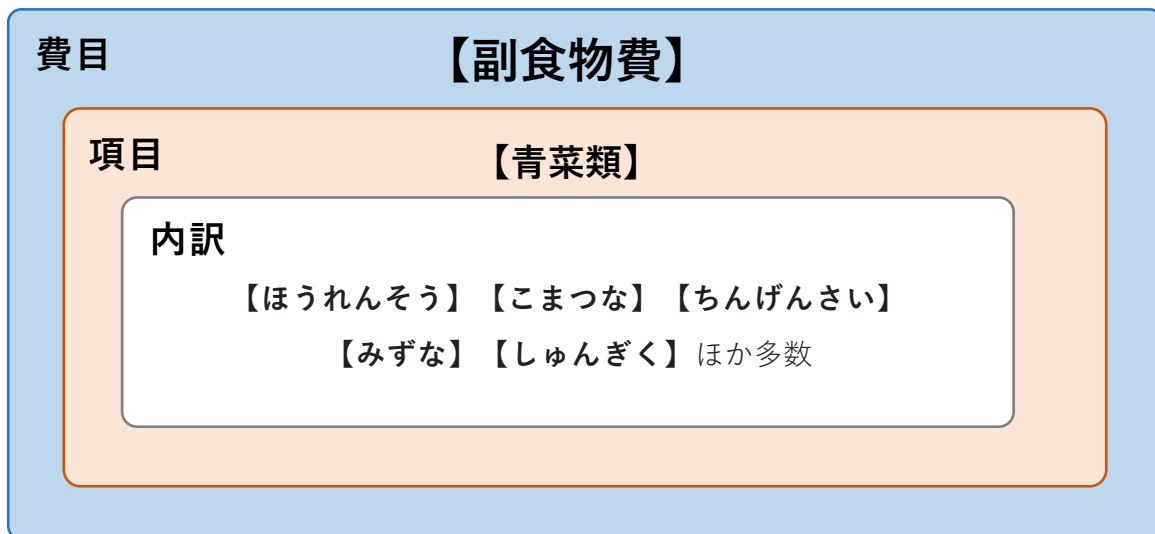 費目
【副食物費】
項目
【青菜類】
内訳
【ほうれんそう】【こまつな】【ちんげんさい】
【みずな】【しゅんぎく】ほか多数